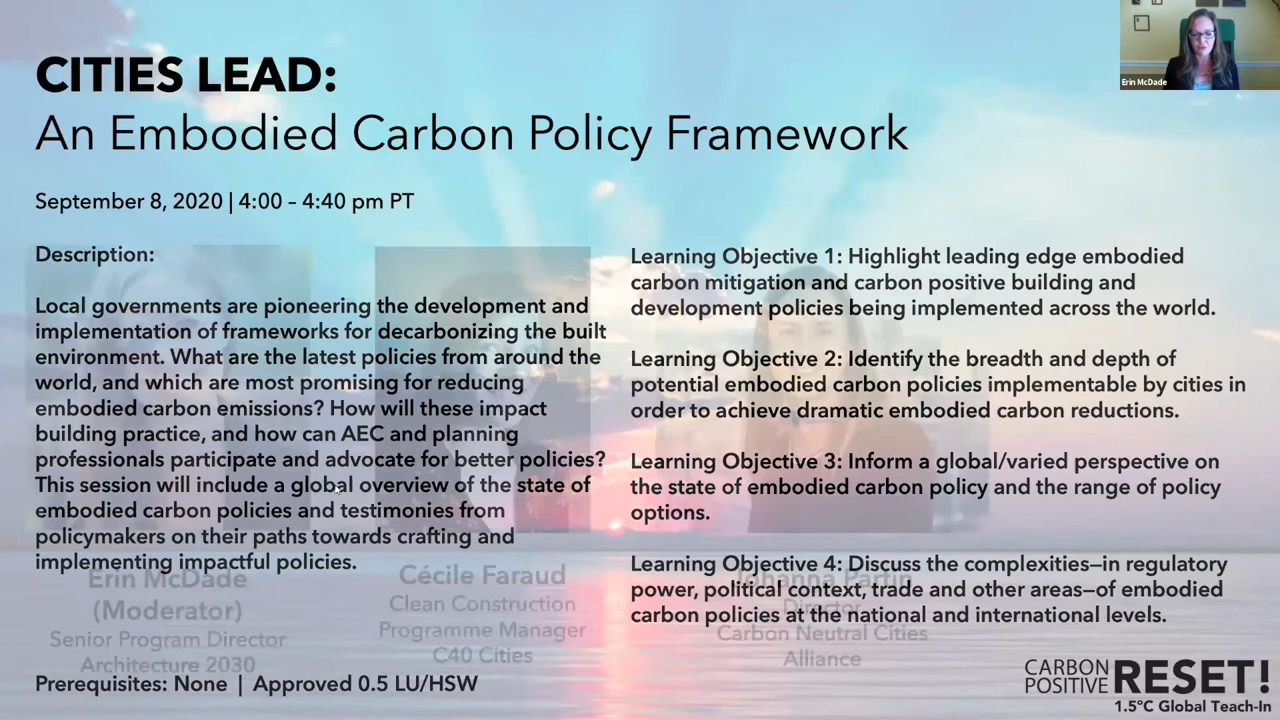 Erin McDade
CITIES LEAD:
An Embodied Carbon Policy Framework
September 8, 2020 | 4:00 – 4:40 pm PT
Description:
Local governments are pioneering the development and
implementation of frameworks for decarbonizing the built
environment. What are the latest policies from around the
world, and which are most promising for reducing
embodied carbon emissions? How will these impact
building practice, and how can AEC and planning
professionals participate and advocate for better policies?
This session will include a global overview of the state of
embodied carbon policies and testimonies from
policymakers on their paths towards crafting and
implementing impactful policies.
Learning Objective 1: Highlight leading edge embodied
carbon mitigation and carbon positive building and
development policies being implemented across the world.
Learning Objective 2: Identify the breadth and depth of
potential embodied carbon policies implementable by cities in
order to achieve dramatic embodied carbon reductions.
Learning Objective 3: Inform a global/varied perspective on
the state of embodied carbon policy and the range of policy
options.
Learning Objective 4: Discuss the complexities—in regulatory
power, political context, trade and other areas—of embodied
carbon policies at the national and international levels.
Erin McDade
(Moderator)
Senior Program Director
Architecture 2030
Cécile Faraud
Clean Construction
Programme Manager
C40 Cities
Johanna Partin
Director
Carbon Neutral Cities
Alliance
Prerequisites: None | Approved 0.5 LU/HSW
CARBON
POSITIVE RESET!
1.5°C Global Teach-In